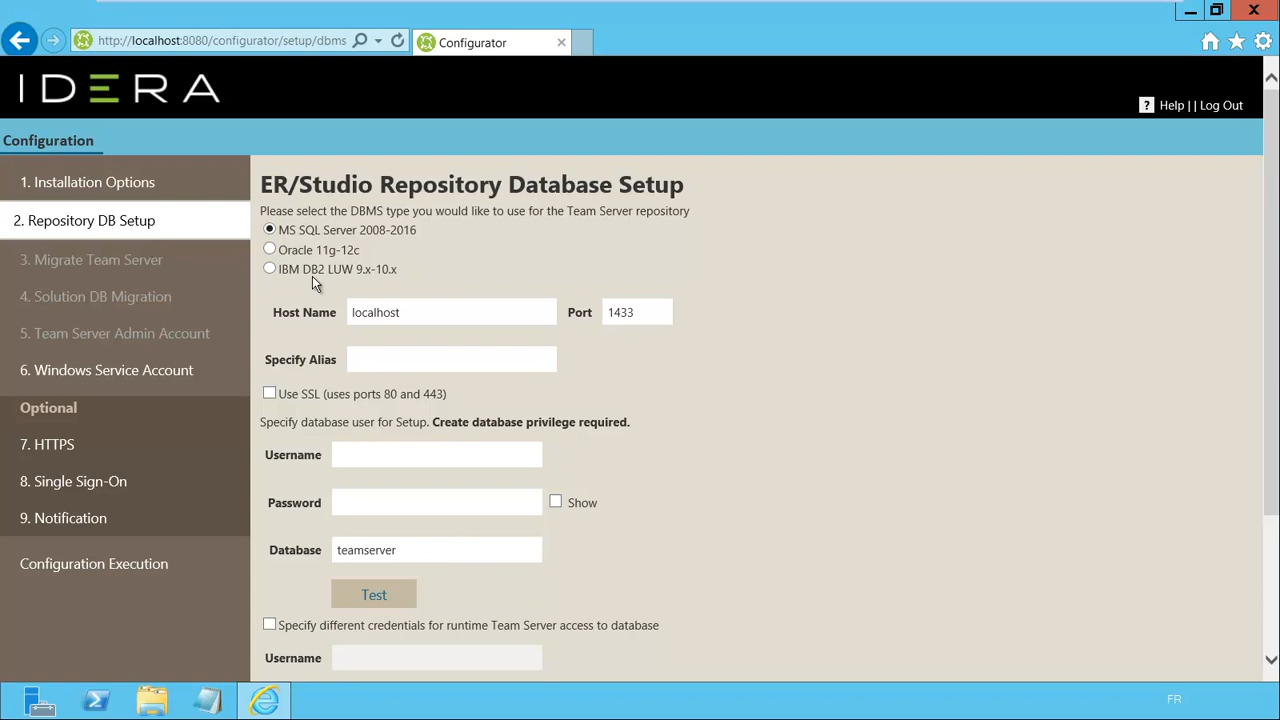 http://localhost:8080/configurator/setup/dbms
Configurator
IDERA
? Help | | Log Out
Configuration
1. Installation Options
2. Repository DB Setup
3. Migrate Team Server
4. Solution DB Migration
5. Team Server Admin Account
6. Windows Service Account
Optional
7. HTTPS
8. Single Sign-On
9. Notification
Configuration Execution
ER/Studio Repository Database Setup
Please select the DBMS type you would like to use for the Team Server repository
MS SQL Server 2008-2016
Oracle 11g-12c
IBM DB2 LUW 9.x-10.x
Host Name localhost Port 1433
Specify Alias
Use SSL (uses ports 80 and 443)
Specify database user for Setup. Create database privilege required.
Username
Password Show
Database teamserver
Test
Specify different credentials for runtime Team Server access to database
Username
FR